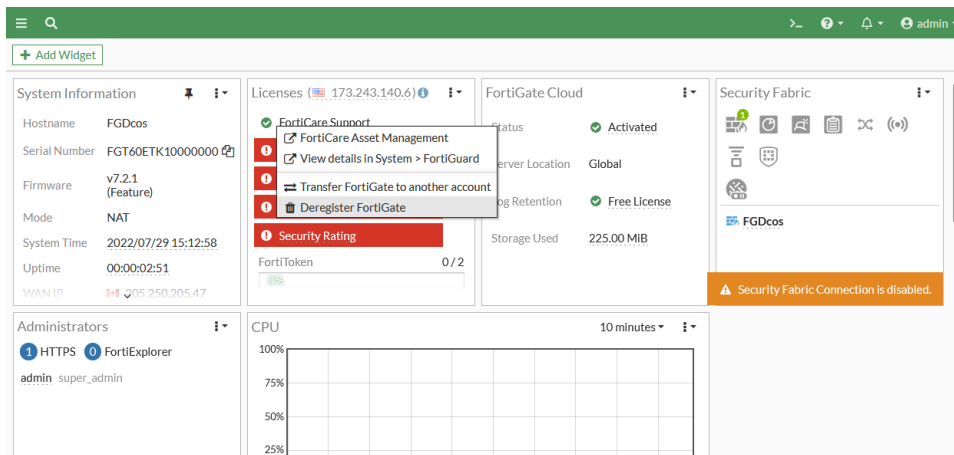 >_ ? admin
+ Add Widget
System Information
Hostname FGDcos
Serial Number FGT60ETK10000000
Firmware v7.2.1
(Feature)
Mode NAT
System Time 2022/07/29 15:12:58
Uptime 00:00:02:51
WAN IP 205.250.205.47
Licenses ( 173.243.140.6)
FortiCare Support
FortiCare Asset Management
View details in System > FortiGuard
Transfer FortiGate to another account
Deregister FortiGate
Security Rating
FortiToken 0/2
0%
FortiGate Cloud
Status Activated
Server Location Global
Log Retention Free License
Storage Used 225.00 MiB
Security Fabric
1
FGDcos
Security Fabric Connection is disabled.
Administrators
1 HTTPS 0 FortiExplorer
admin super_admin
CPU 10 minutes
100%
75%
50%
25%